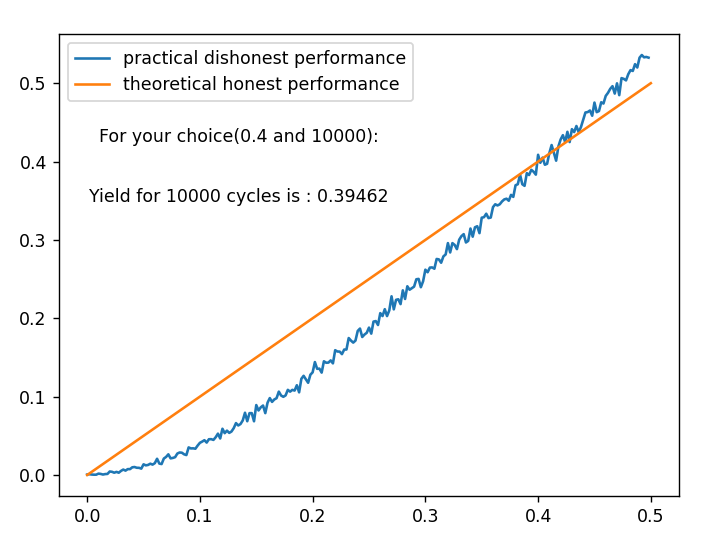 practical dishonest performance
theoretical honest performance
For your choice(0.4 and 10000):
Yield for 10000 cycles is : 0.39462
0.5
0.4
0.3
0.2
0.1
0.0
0.0 0.1 0.2 0.3 0.4 0.5